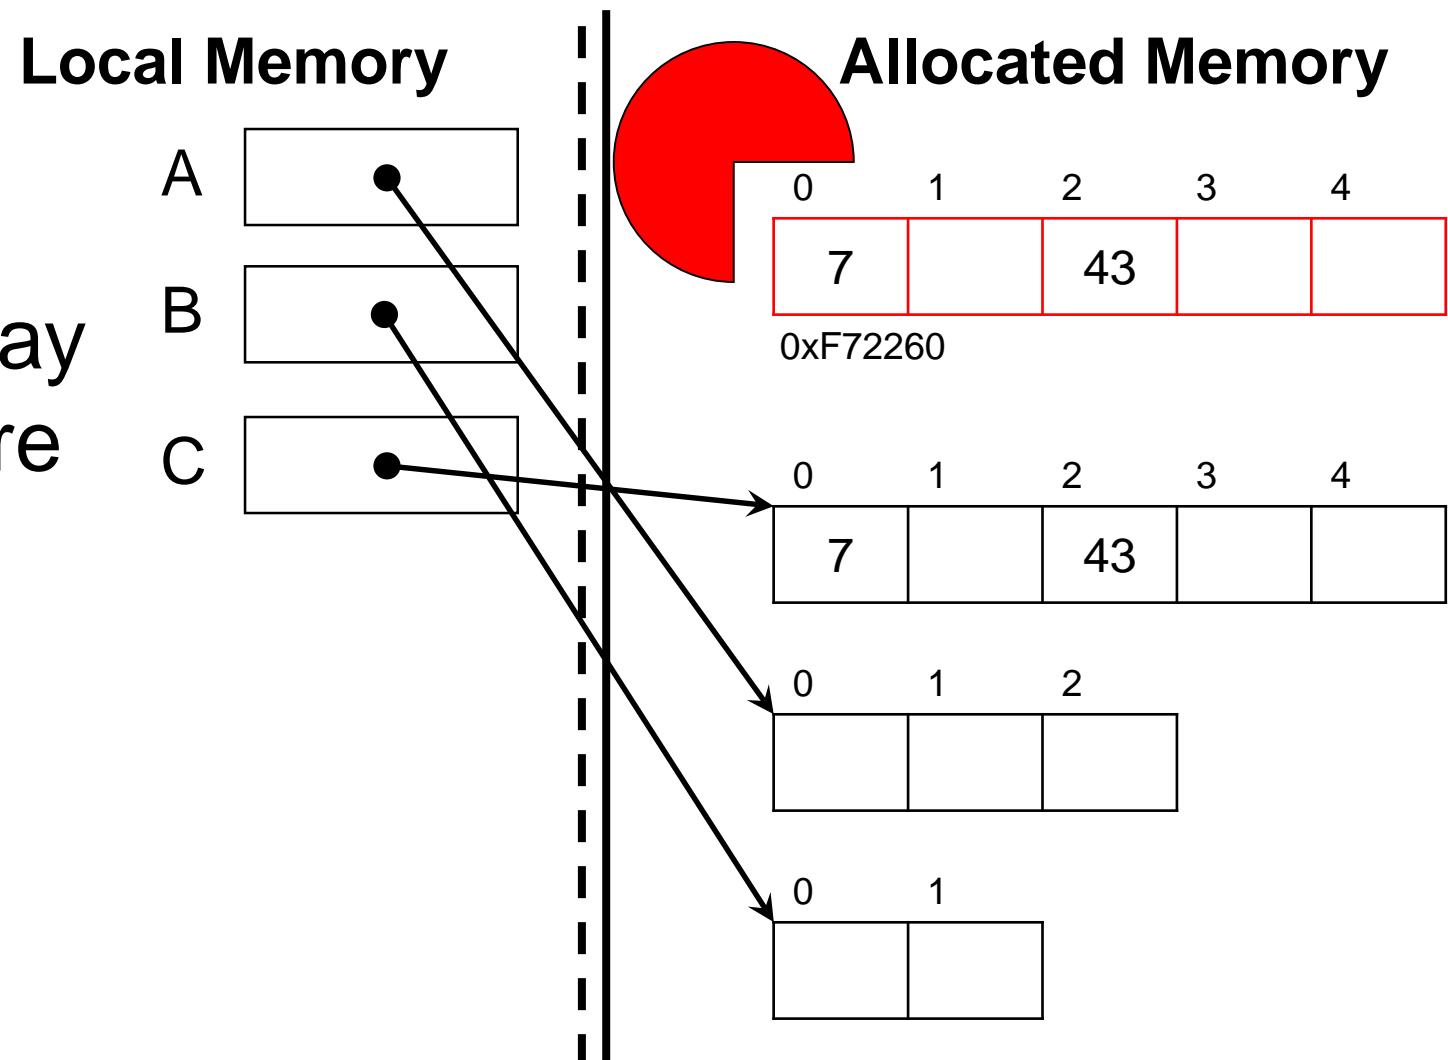 Local Memory
Allocated Memory
A
B
ay
re
C
0 1 2 3 4
7 43
0xF72260
0 1 2 3 4
7 43
0 1 2
0 1